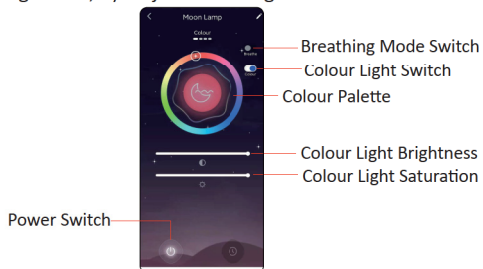 Moon Lamp
Colour
Breathe
Colour
Breathing Mode Switch
Colour Light Switch
Colour Palette
Colour Light Brightness
Colour Light Saturation
Power Switch